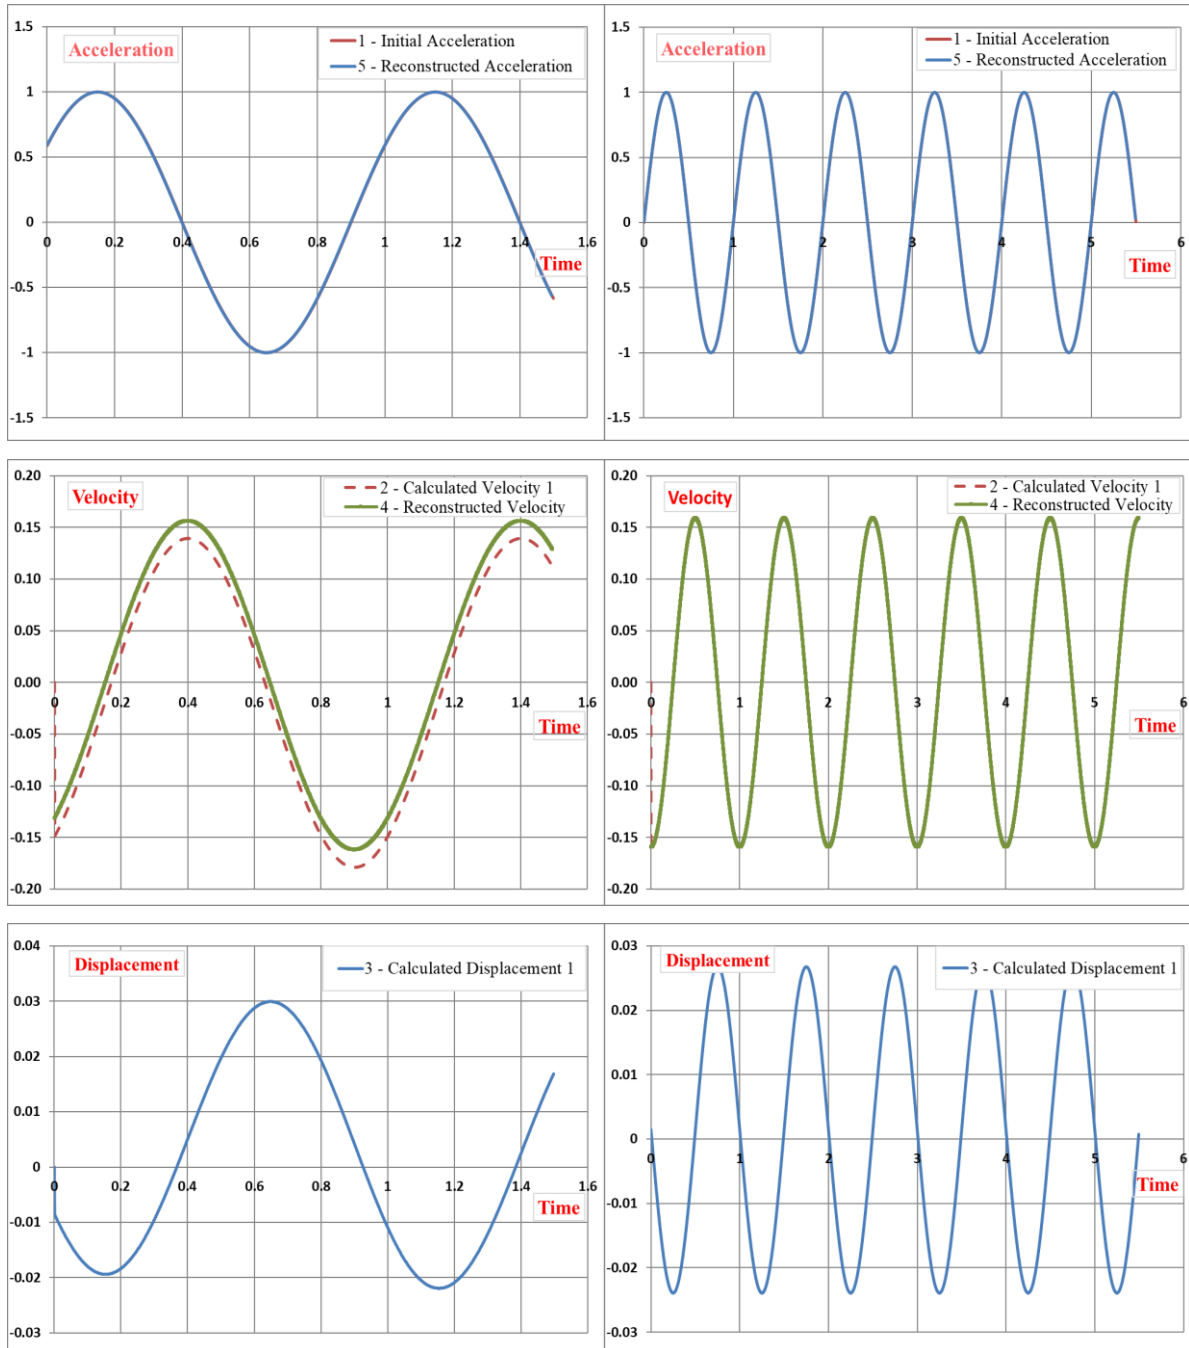 1.5
Acceleration
1 - Initial Acceleration
5 - Reconstructed Acceleration
1
0.5
0
0 0.2 0.4 0.6 0.8 1 1.2 1.4 1.6
Time
-0.5
-1
-1.5
1.5
Acceleration
1 - Initial Acceleration
5 - Reconstructed Acceleration
1
0.5
0
0 1 2 3 4 5 6
Time
-0.5
-1
-1.5
0.20
Velocity
2 - Calculated Velocity 1
4 - Reconstructed Velocity
0.15
0.10
0.05
0.00
0 0.2 0.4 0.6 0.8 1 1.2 1.4 1.6
Time
-0.05
-0.10
-0.15
-0.20
0.20
Velocity
2 - Calculated Velocity 1
4 - Reconstructed Velocity
0.15
0.10
0.05
0.00
0 1 2 3 4 5 6
Time
-0.05
-0.10
-0.15
-0.20
0.04
Displacement
3 - Calculated Displacement 1
0.03
0.02
0.01
0
0 0.2 0.4 0.6 0.8 1 1.2 1.4 1.6
Time
-0.01
-0.02
-0.03
0.03
Displacement
3 - Calculated Displacement 1
0.02
0.01
0
0 1 2 3 4 5 6
Time
-0.01
-0.02
-0.03